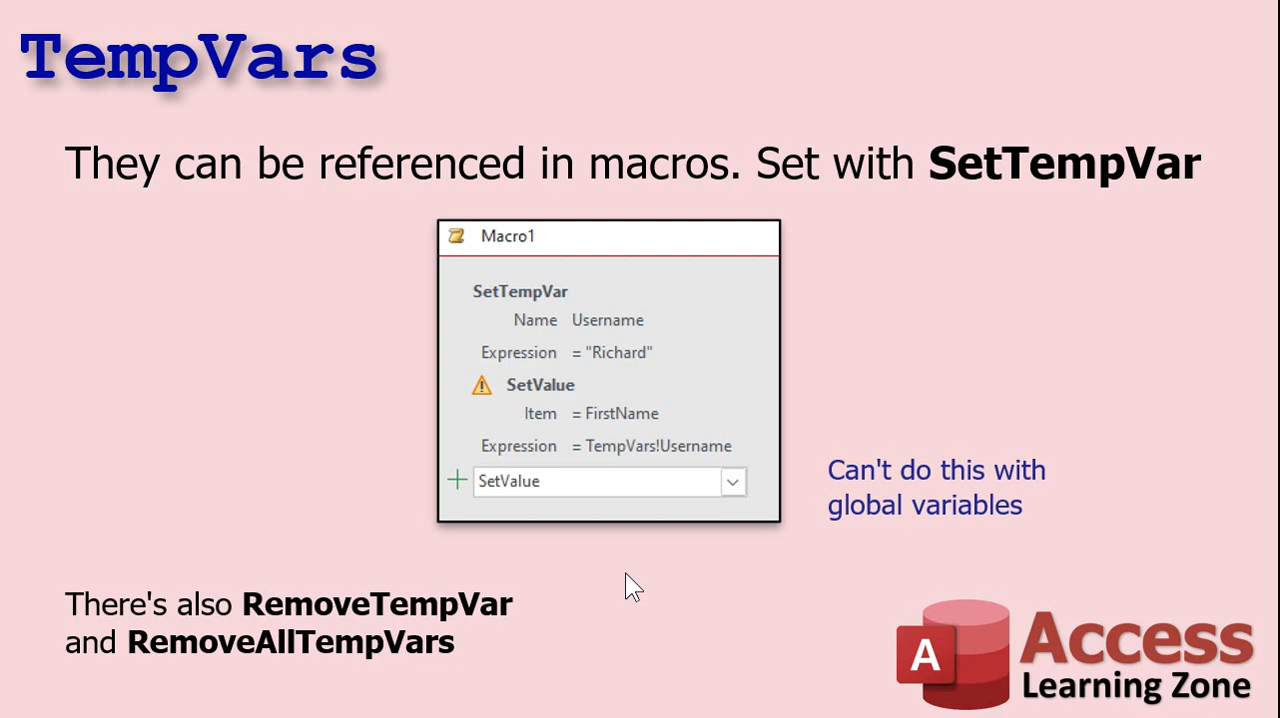 TempVars
They can be referenced in macros. Set with SetTempVar
Macro1
SetTempVar
Name Username
Expression = "Richard"
SetValue
Item = FirstName
Expression = TempVars!Username
SetValue
Can't do this with
global variables
There's also RemoveTempVar
and RemoveAllTempVars
A
Access
Learning Zone